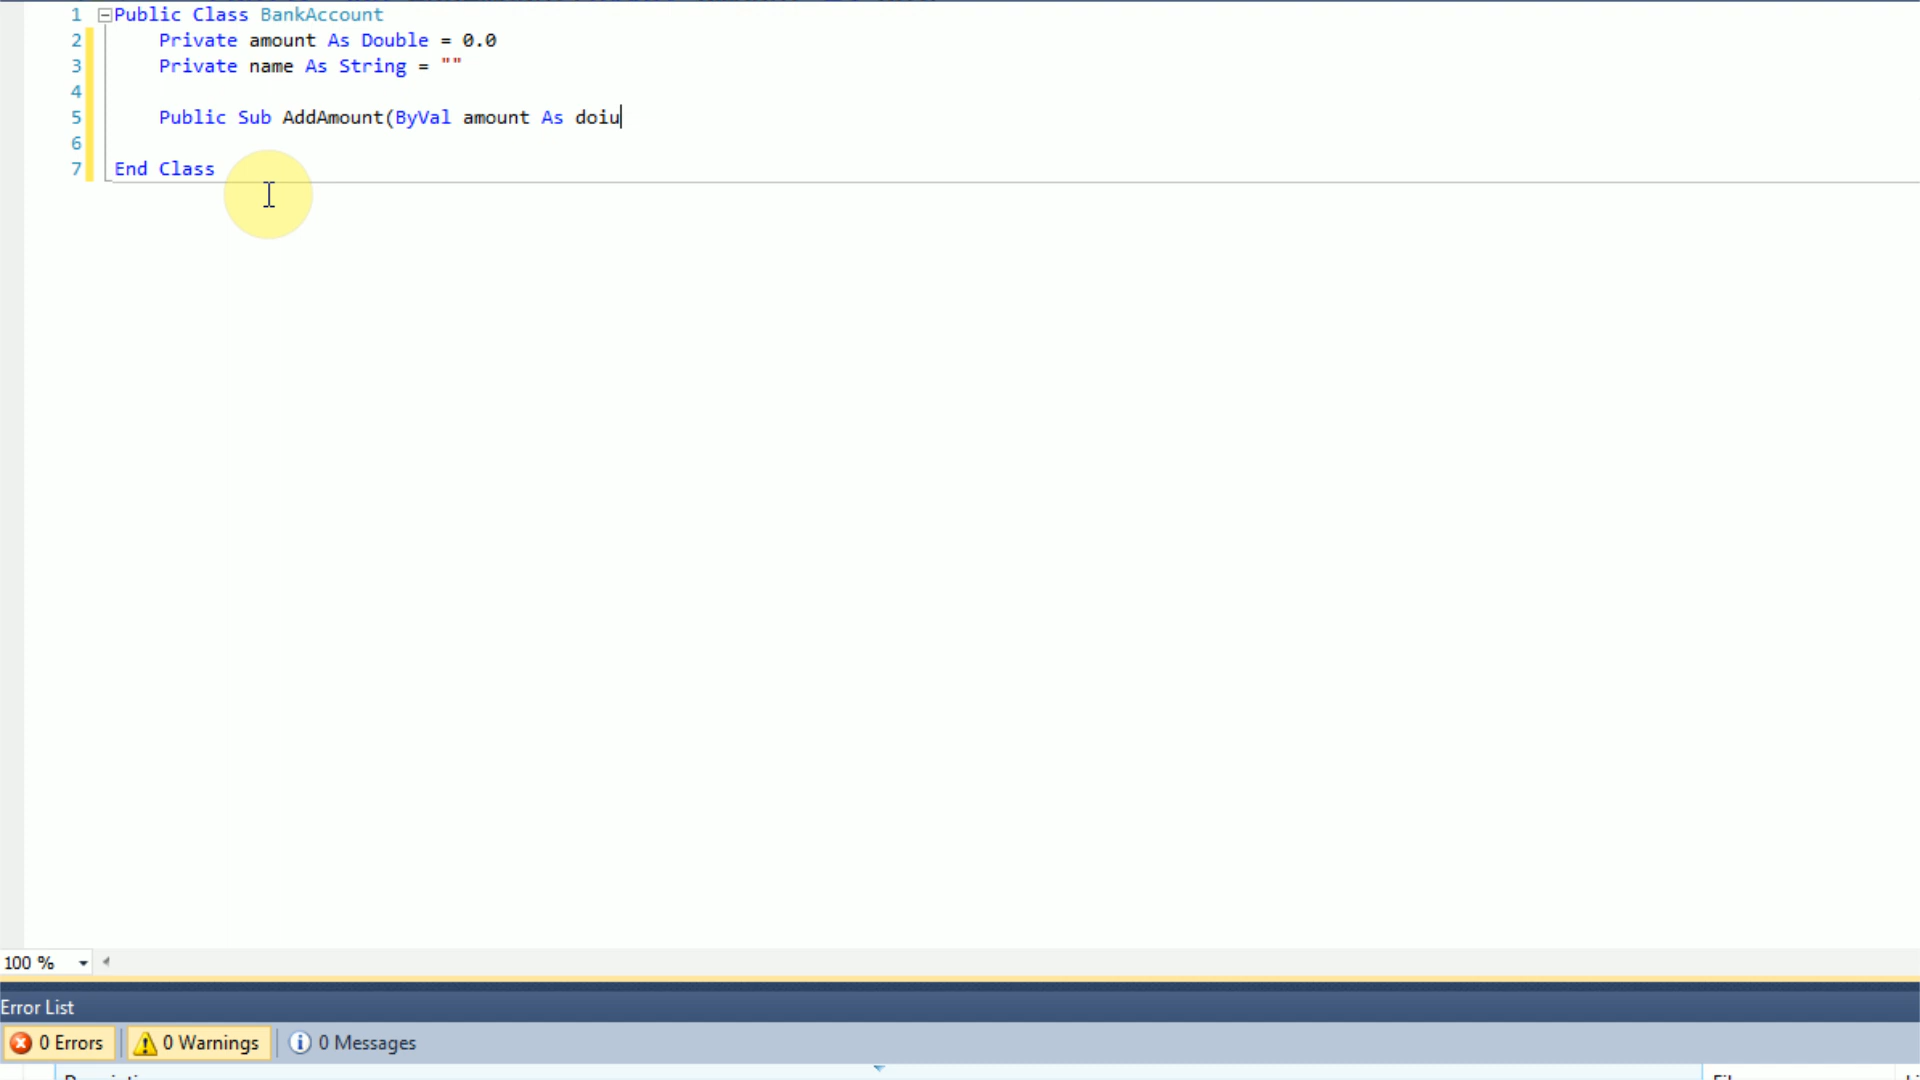 1 Public Class BankAccount
2 Private amount As Double = 0.0
3 Private name As String = ""
4
5 Public Sub AddAmount(ByVal amount As doiu
6
7 End Class
100 %
Error List
0 Errors 0 Warnings 0 Messages